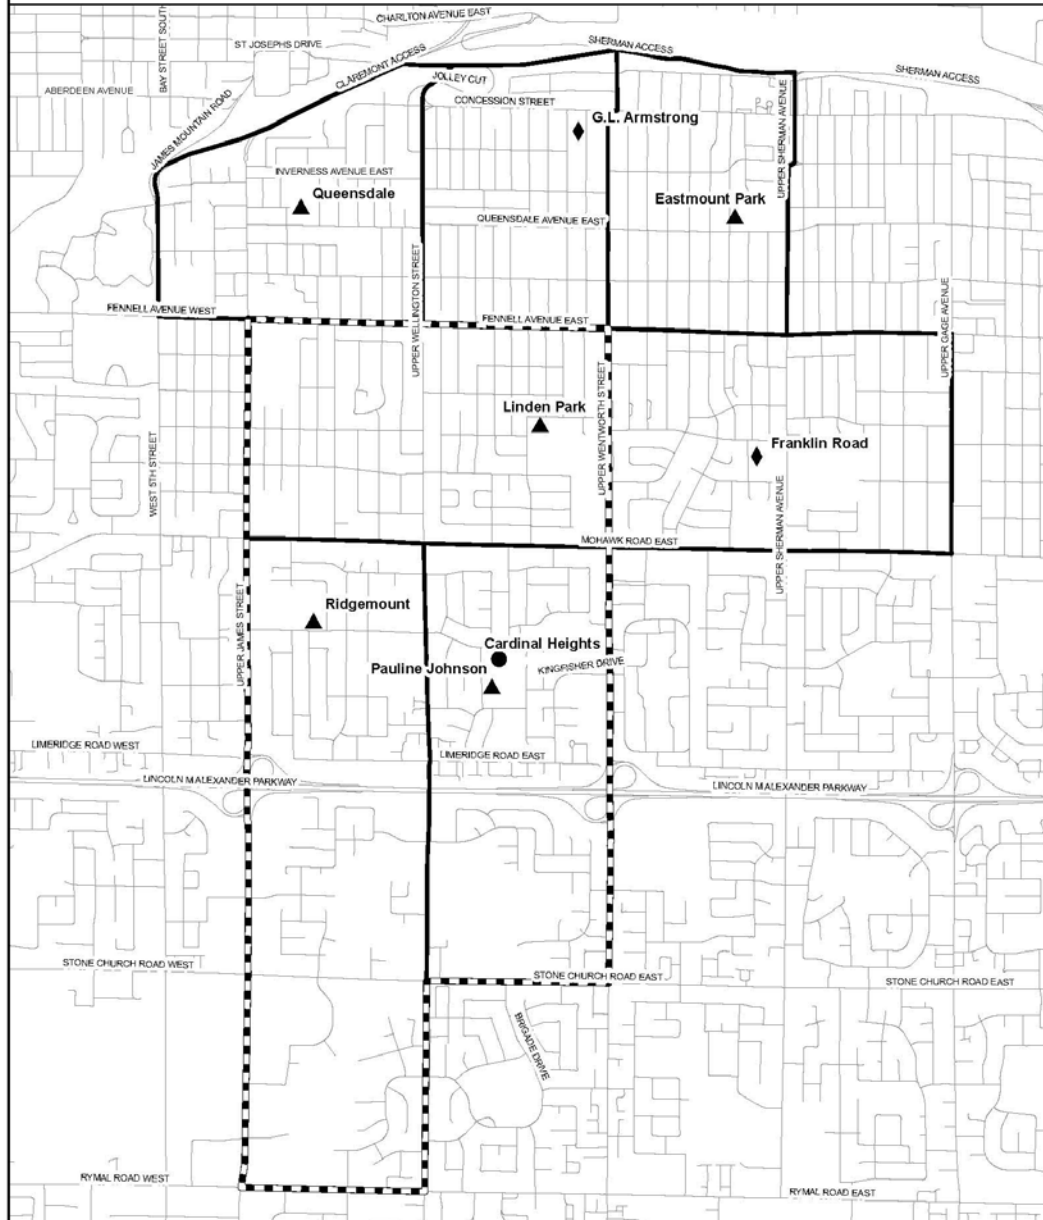 CHARLTON AVENUE EAST
BAY STREET SOUTH
ST JOSEPHS DRIVE
SHERMAN ACCESS
CLAREMONT ACCESS
SHERMAN ACCESS
JOLLEY CUT
ABERDEEN AVENUE
CONCESSION STREET
JAMES MOUNTAIN ROAD
G.L. Armstrong
UPPER SHERMAN AVENUE
INVERNESS AVENUE EAST
Queensdale
Eastmount Park
QUEENSDALE AVENUE EAST
UPPER WELLINGTON STREET
UPPER GAGE AVENUE
FENNELL AVENUE WEST
FENNELL AVENUE EAST
Linden Park
UPPER WENTWORTH STREET
Franklin Road
WEST 5TH STREET
UPPER SHERMAN AVENUE
MOHAWK ROAD EAST
Ridgemount
UPPER JAMES STREET
Cardinal Heights
Pauline Johnson
KINGFISHER DRIVE
LIMERIDGE ROAD WEST
LIMERIDGE ROAD EAST
LINCOLN M ALEXANDER PARKWAY
LINCOLN M ALEXANDER PARKWAY
STONE CHURCH ROAD WEST
STONE CHURCH ROAD EAST
STONE CHURCH ROAD EAST
BRIGADE DRIVE
RYMAL ROAD WEST
RYMAL ROAD EAST